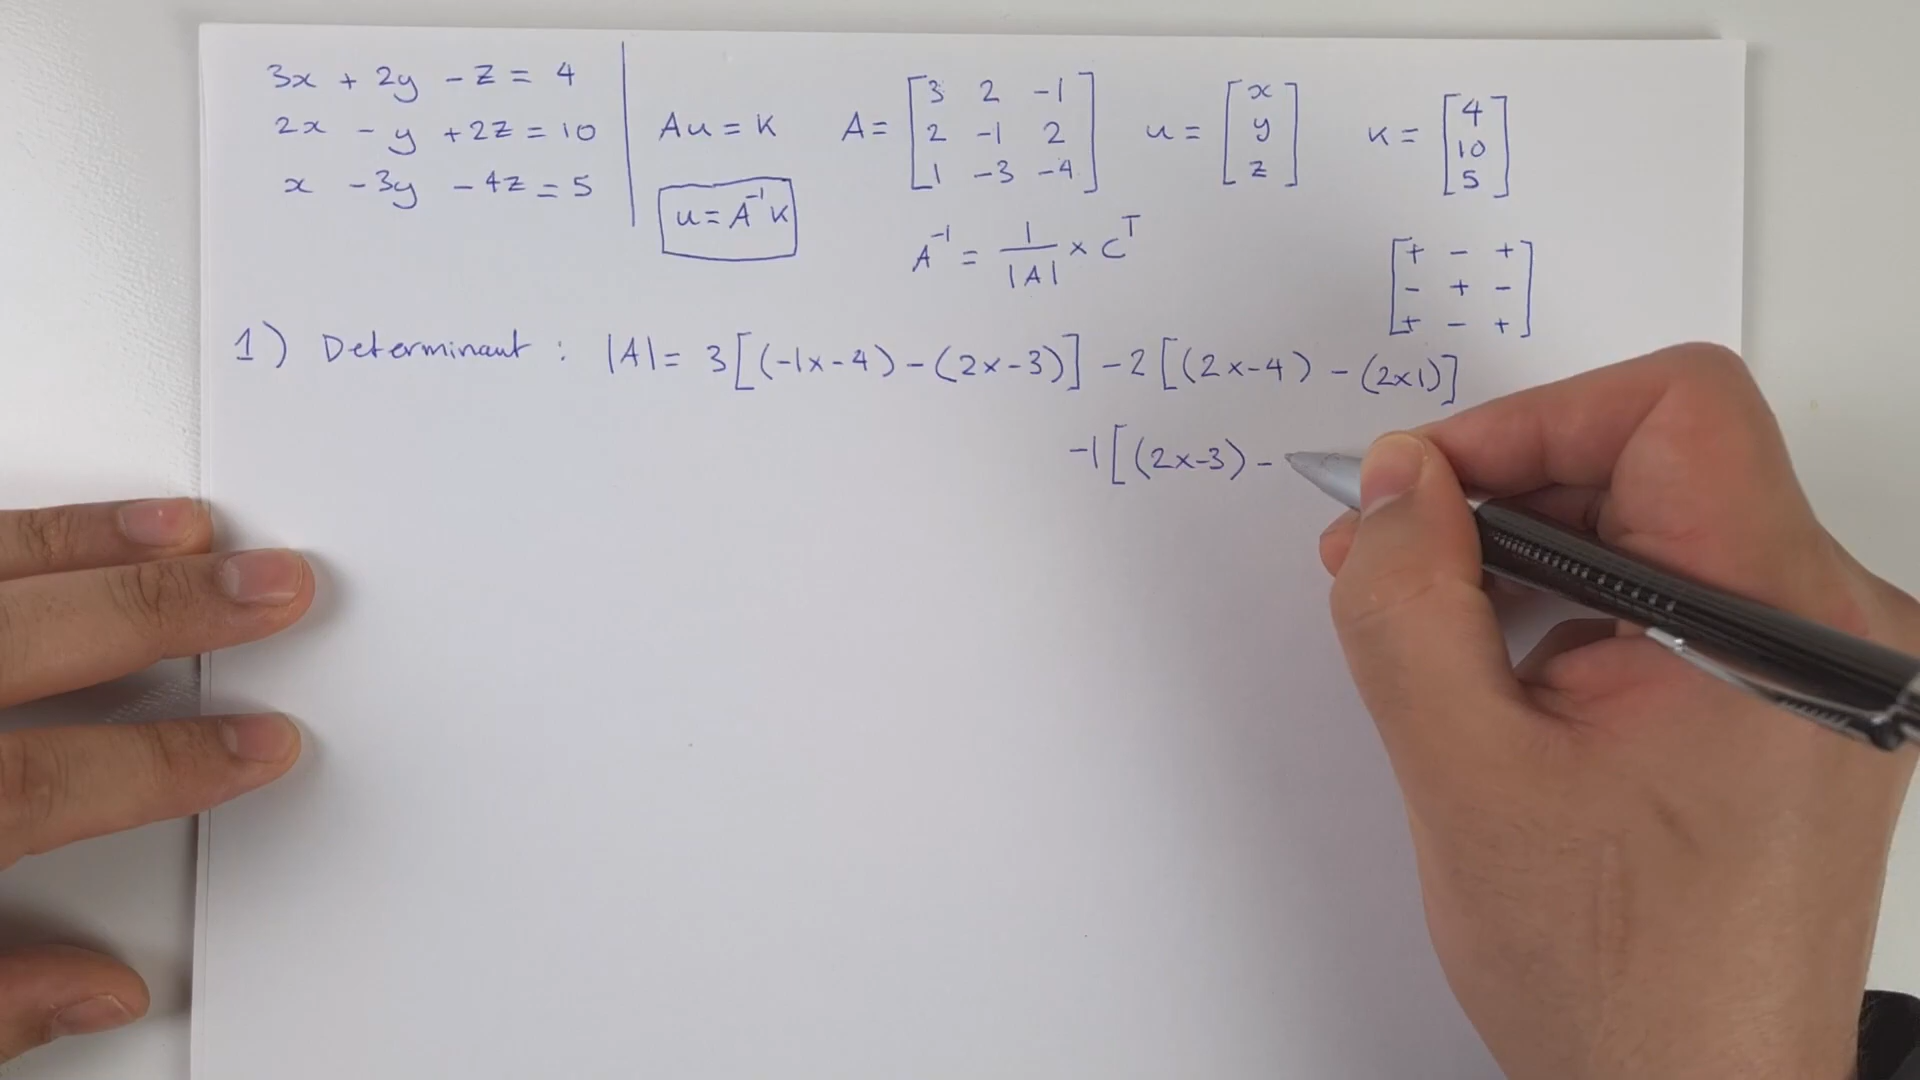 3x + 2y - z = 4
2x - y + 2z = 10
x - 3y - 4z = 5
Au = K
u = A⁻¹K
A = [3 2 -1
2 -1 2
1 -3 -4]
u = [x
y
z]
K = [4
10
5]
A⁻¹ = 1/|A| × Cᵀ
[+ - +
- + -
+ - +]
1) Determinant : |A| = 3[(-1x-4) - (2x-3)] - 2[(2x-4) - (2x1)]
-1[(2x-3) -